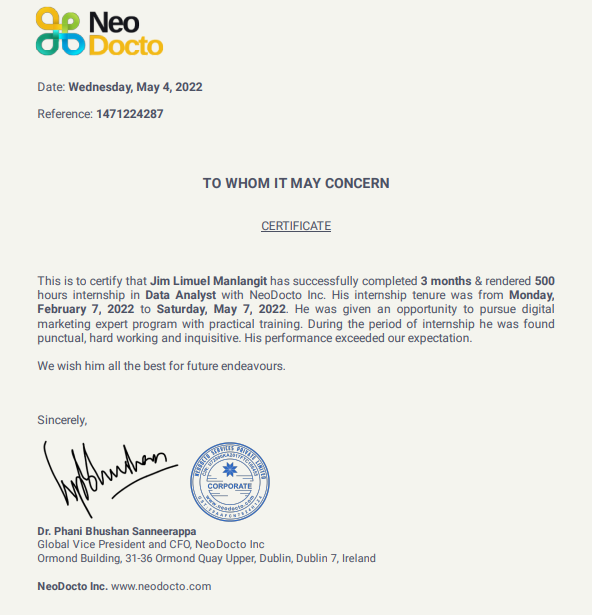 Neo
Docto
Date: Wednesday, May 4, 2022
Reference: 1471224287
TO WHOM IT MAY CONCERN
CERTIFICATE
This is to certify that Jim Limuel Manlangit has successfully completed 3 months & rendered 500
hours internship in Data Analyst with NeoDocto Inc. His internship tenure was from Monday,
February 7, 2022 to Saturday, May 7, 2022. He was given an opportunity to pursue digital
marketing expert program with practical training. During the period of internship he was found
punctual, hard working and inquisitive. His performance exceeded our expectation.
We wish him all the best for future endeavours.
Sincerely,
NEODOCTO SERVICES PRIVATE LIMITED
CORPORATE
www.neodocto.com
Dr. Phani Bhushan Sanneerappa
Global Vice President and CFO, NeoDocto Inc
Ormond Building, 31-36 Ormond Quay Upper, Dublin, Dublin 7, Ireland
NeoDocto Inc. www.neodocto.com